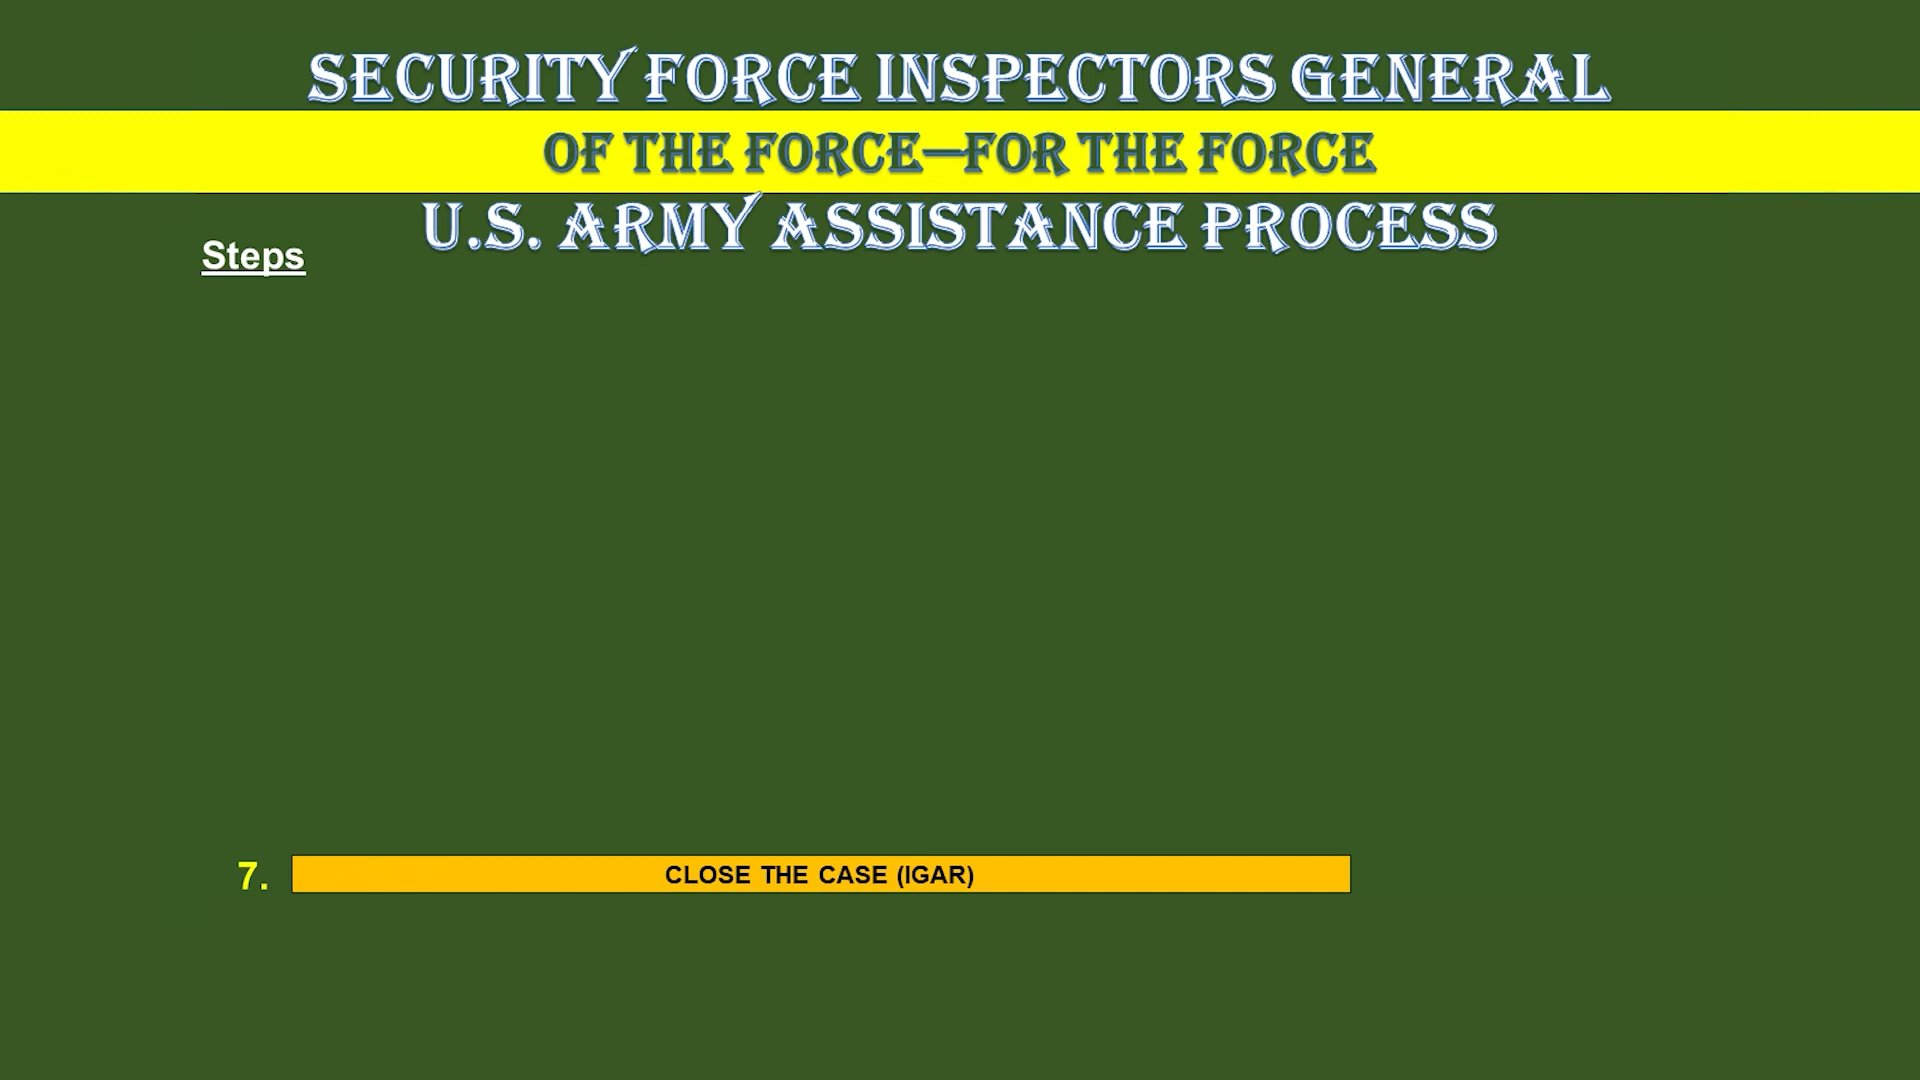 SECURITY FORCE INSPECTORS GENERAL
OF THE FORCE—FOR THE FORCE
U.S. ARMY ASSISTANCE PROCESS
Steps
7. CLOSE THE CASE (IGAR)